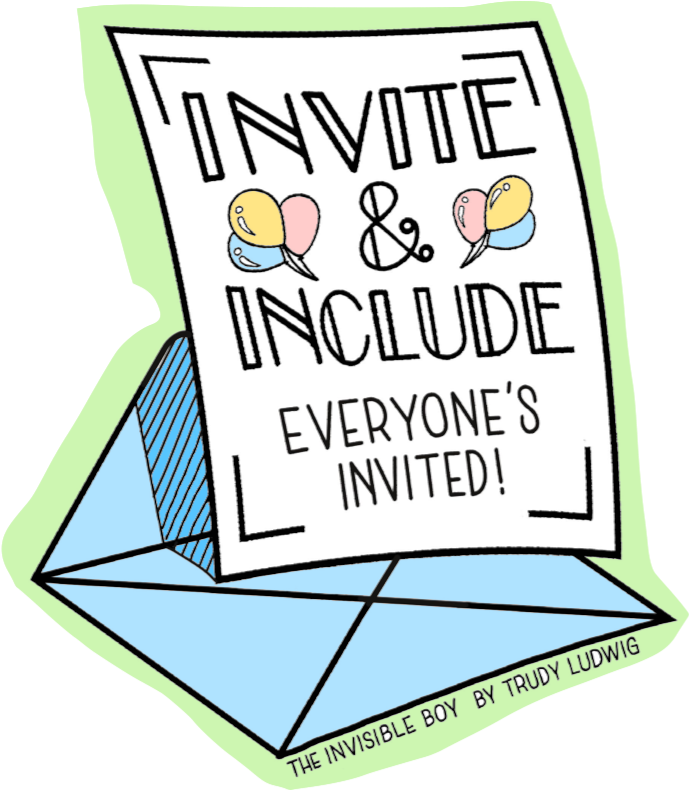 INVITE
&
INCLUDE
EVERYONE'S
INVITED!
THE INVISIBLE BOY BY TRUDY LUDWIG